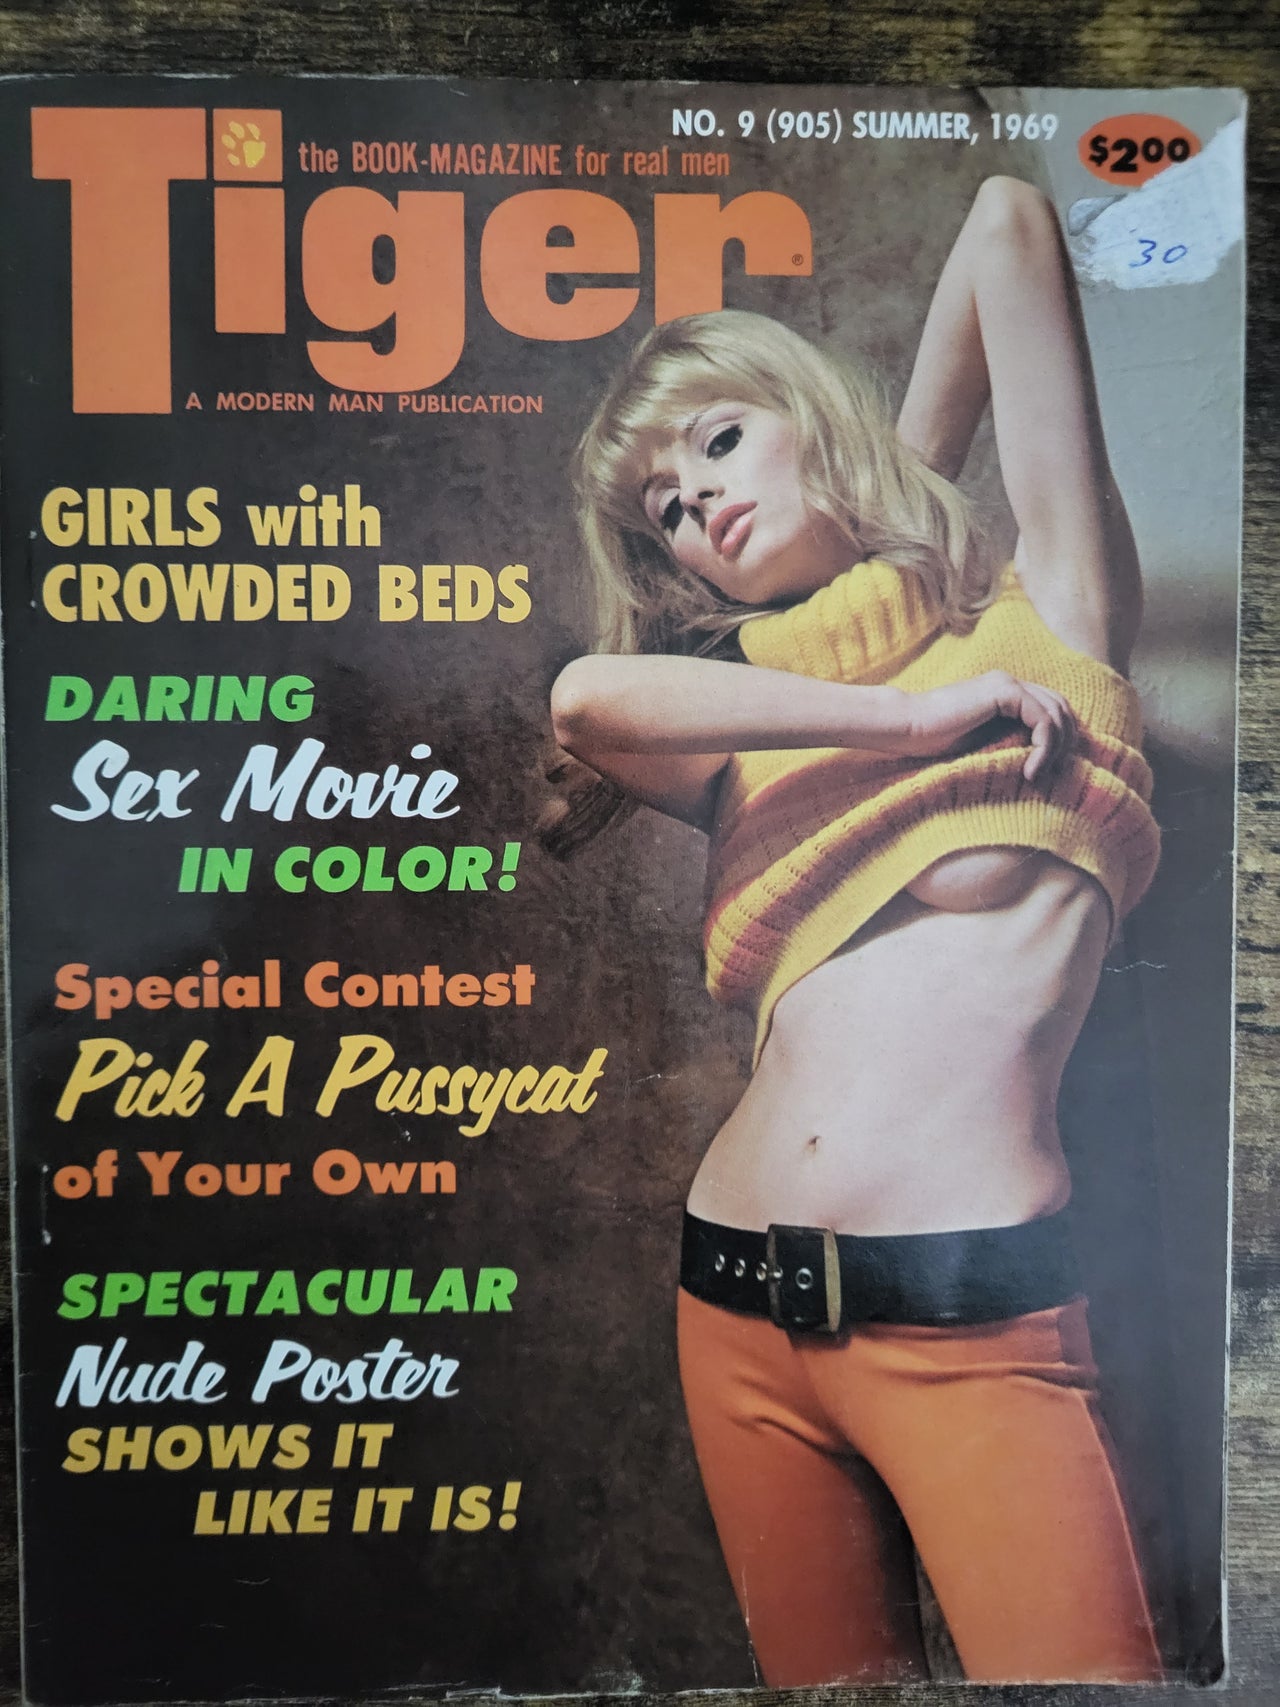 NO. 9 (905) SUMMER, 1969
$2.00
the BOOK-MAGAZINE for real men
Tiger®
A MODERN MAN PUBLICATION
30
GIRLS with
CROWDED BEDS
DARING
Sex Movie
IN COLOR!
Special Contest
Pick A Pussycat
of Your Own
SPECTACULAR
Nude Poster
SHOWS IT
LIKE IT IS!